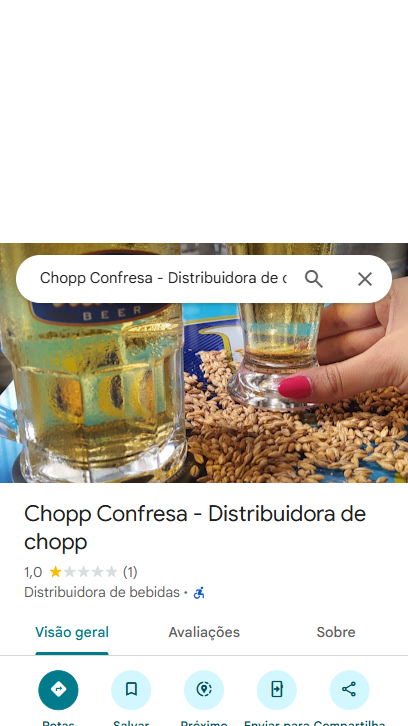 Chopp Confresa - Distribuidora de
BEER
Chopp Confresa - Distribuidora de
chopp
1,0 (1)
Distribuidora de bebidas ·
Visão geral Avaliações Sobre
Rotas Salvar Próximo Enviar para Compartilha